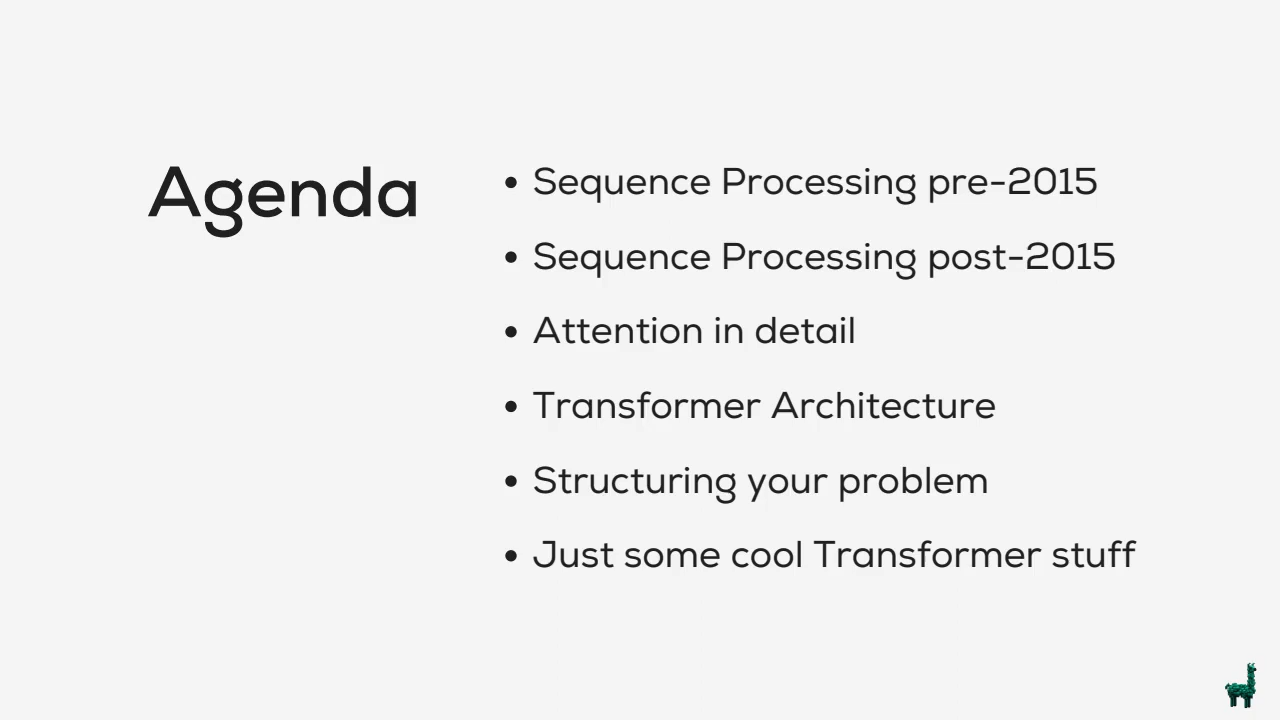 Agenda
• Sequence Processing pre-2015
• Sequence Processing post-2015
• Attention in detail
• Transformer Architecture
• Structuring your problem
• Just some cool Transformer stuff